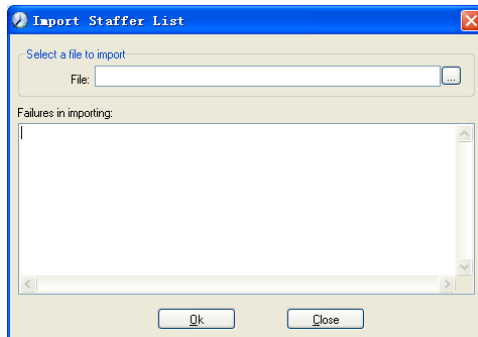 Import Staffer List
Select a file to import
File:
...
Failures in importing:
Ok
Close